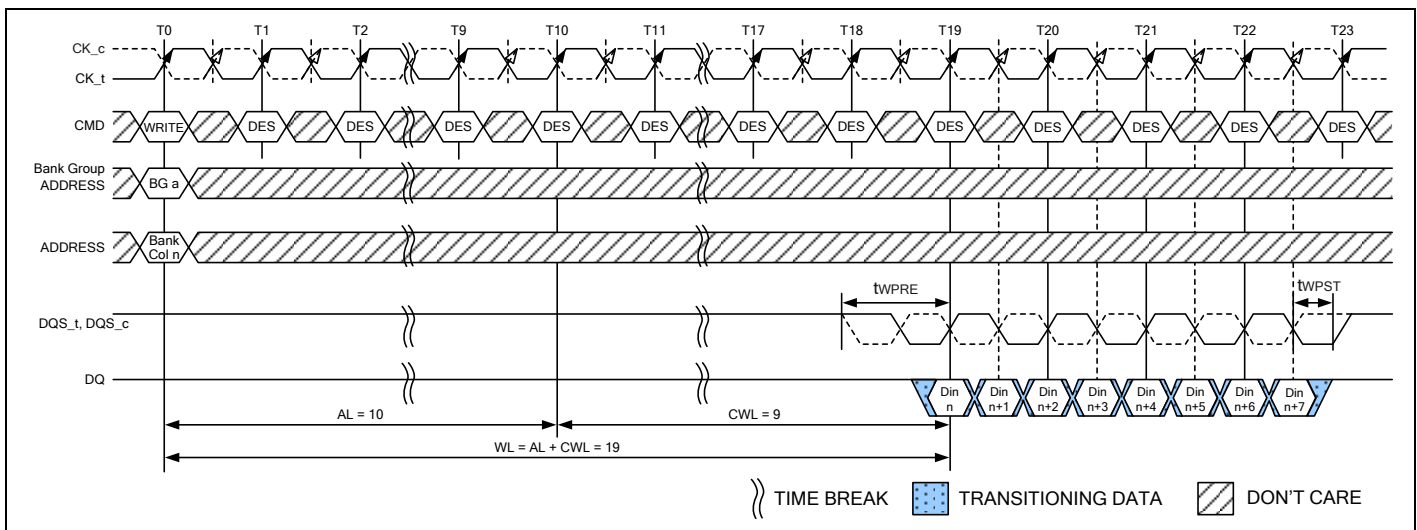 T0 T1 T2 T9 T10 T11 T17 T18 T19 T20 T21 T22 T23
CK_c
CK_t
CMD WRITE DES DES DES DES DES DES DES DES DES DES DES DES
Bank Group
ADDRESS BG a
ADDRESS Bank
Col n
tWPRE tWPST
DQS_t, DQS_c
DQ Din Din Din Din Din Din Din Din
n n+1 n+2 n+3 n+4 n+5 n+6 n+7
AL = 10 CWL = 9
WL = AL + CWL = 19
TIME BREAK TRANSITIONING DATA DON'T CARE